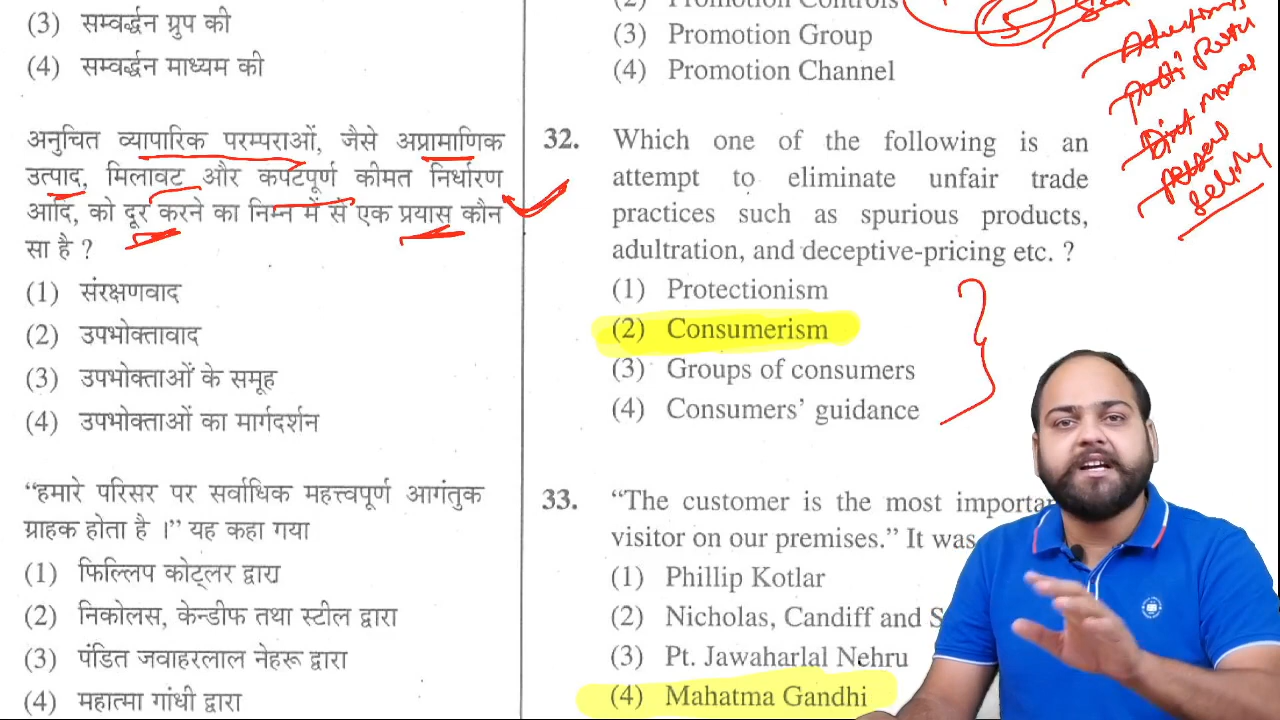 (3) सम्वर्द्धन ग्रुप की
(4) सम्वर्द्धन माध्यम की
अनुचित व्यापारिक परम्पराओं, जैसे अप्रामाणिक
उत्पाद, मिलावट और कपटपूर्ण कीमत निर्धारण
आदि, को दूर करने का निम्न में से एक प्रयास कौन
सा है ?
(1) संरक्षणवाद
(2) उपभोक्तावाद
(3) उपभोक्ताओं के समूह
(4) उपभोक्ताओं का मार्गदर्शन
“हमारे परिसर पर सर्वाधिक महत्त्वपूर्ण आगंतुक
ग्राहक होता है ।” यह कहा गया
(1) फिल्लिप कोट्लर द्वारा
(2) निकोलस, केन्डीफ तथा स्टील द्वारा
(3) पंडित जवाहरलाल नेहरू द्वारा
(4) महात्मा गांधी द्वारा
(2) Promotion Controls
(3) Promotion Group
(4) Promotion Channel
32. Which one of the following is an
attempt to eliminate unfair trade
practices such as spurious products,
adultration, and deceptive-pricing etc. ?
(1) Protectionism
(2) Consumerism
(3) Groups of consumers
(4) Consumers’ guidance
33. “The customer is the most important
visitor on our premises.” It was
(1) Phillip Kotlar
(2) Nicholas, Candiff and S
(3) Pt. Jawaharlal Nehru
(4) Mahatma Gandhi